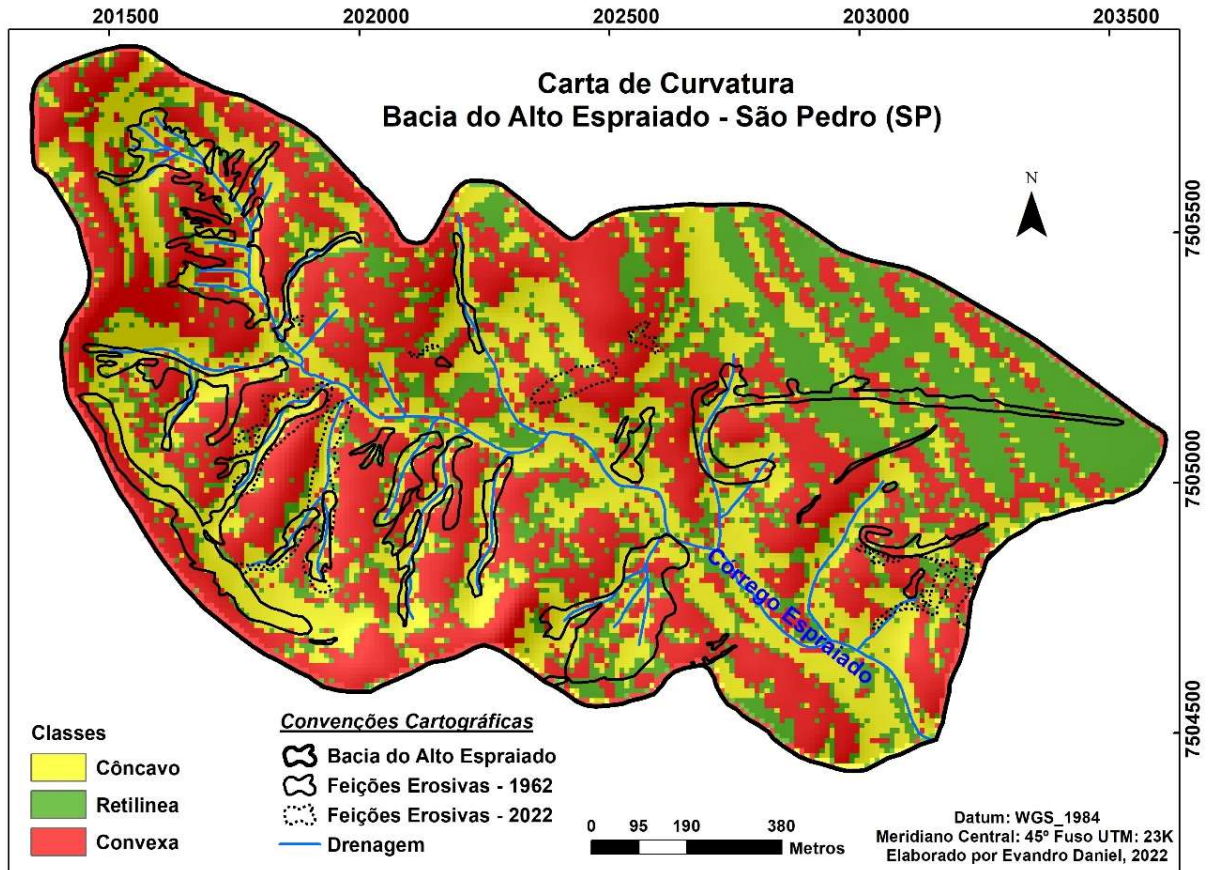 201500 202000 202500 203000 203500
Carta de Curvatura
Bacia do Alto Espraiado - São Pedro (SP)
N
7505500
7505000
7504500
Córrego Espraiado
Classes
Côncavo
Retilinea
Convexa
Convenções Cartográficas
Bacia do Alto Espraiado
Feições Erosivas - 1962
Feições Erosivas - 2022
Drenagem
0 95 190 380
Metros
Datum: WGS_1984
Meridiano Central: 45º Fuso UTM: 23K
Elaborado por Evandro Daniel, 2022